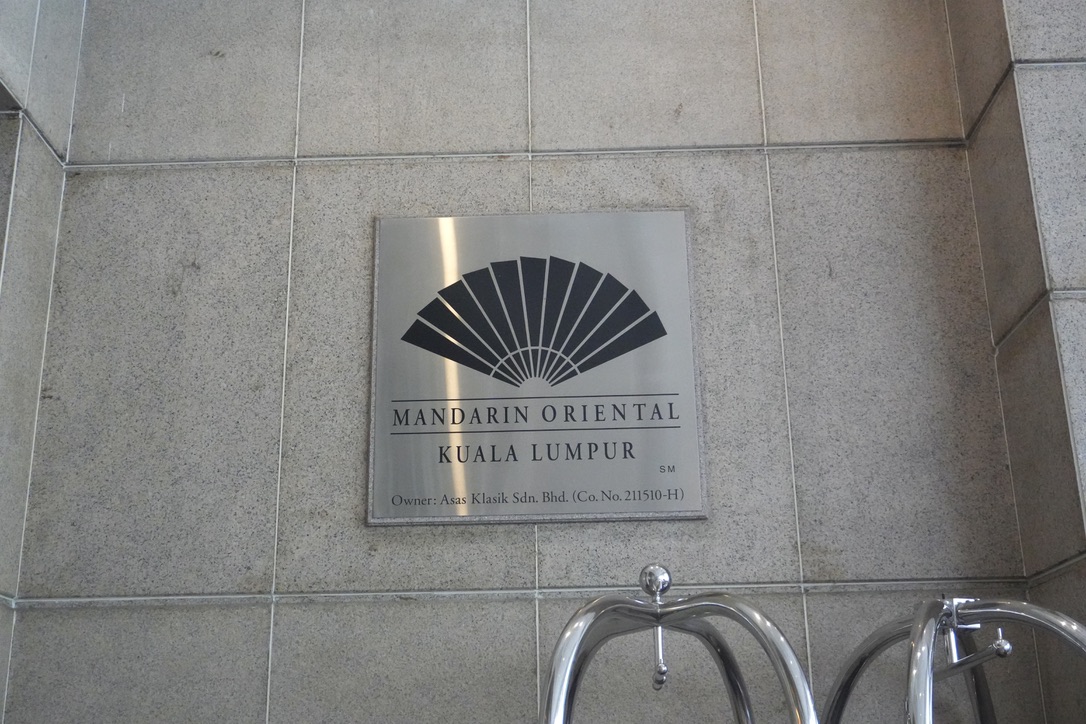 MANDARIN ORIENTAL
KUALA LUMPUR
SM
Owner: Asas Klasik Sdn. Bhd. (Co. No. 211510-H)